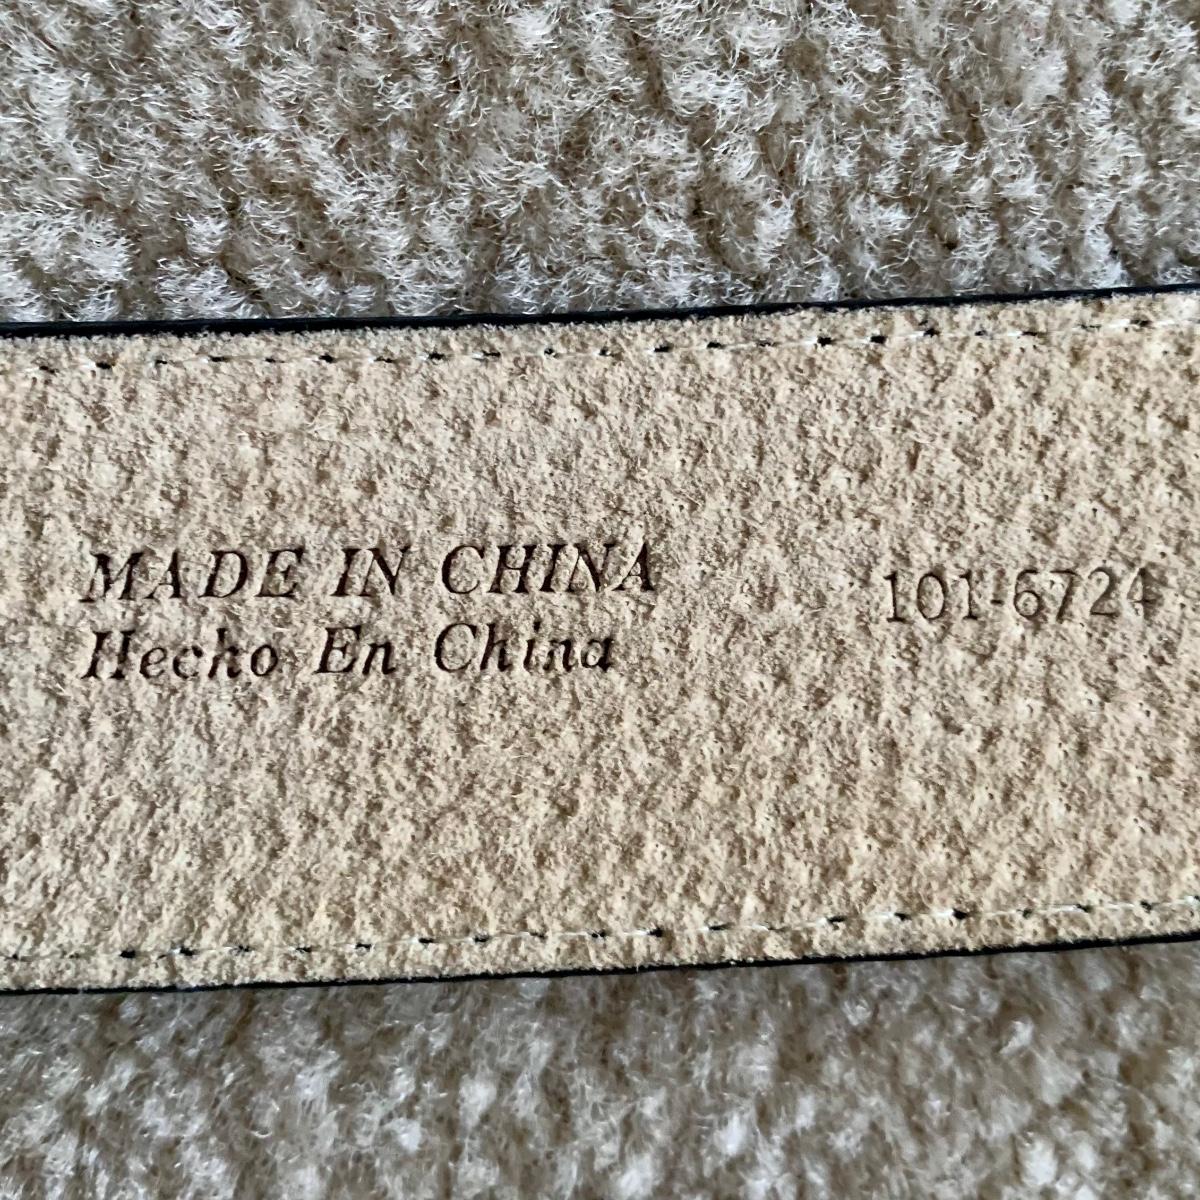 MADE IN CHINA
Hecho En China
101-6724